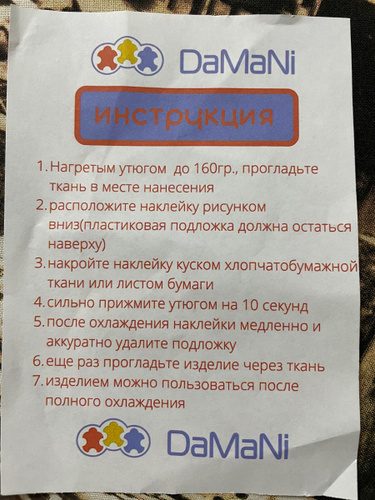 DaMaNi
инструкция
1. Нагретым утюгом до 160гр., прогладьте
ткань в месте нанесения
2. расположите наклейку рисунком
вниз(пластиковая подложка должна остаться
наверху)
3. накройте наклейку куском хлопчатобумажной
ткани или листом бумаги
4. сильно прижмите утюгом на 10 секунд
5. после охлаждения наклейки медленно и
аккуратно удалите подложку
6. еще раз прогладьте изделие через ткань
7. изделием можно пользоваться после
полного охлаждения
DaMaNi